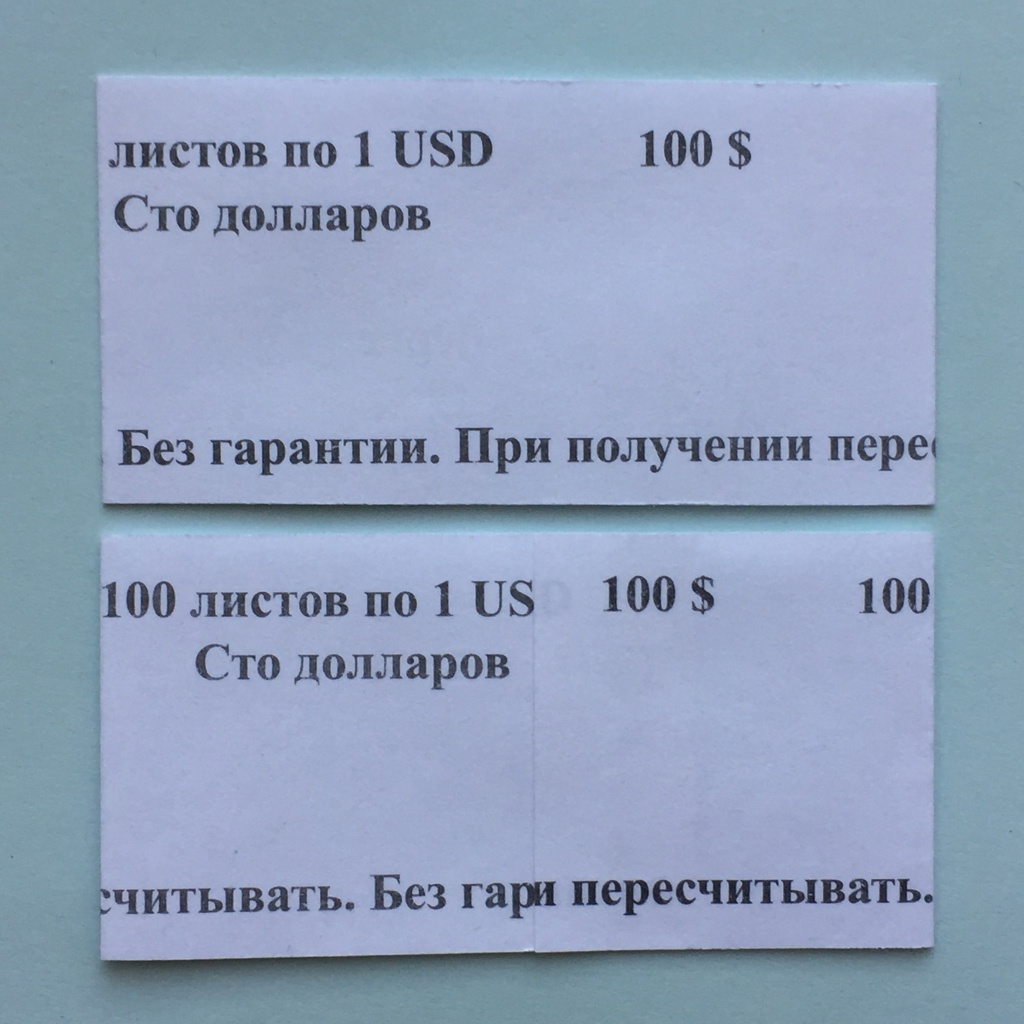 листов по 1 USD 100 $
Сто долларов
Без гарантии. При получении перес
100 листов по 1 US 100 $ 100
Сто долларов
считывать. Без гари пересчитывать.